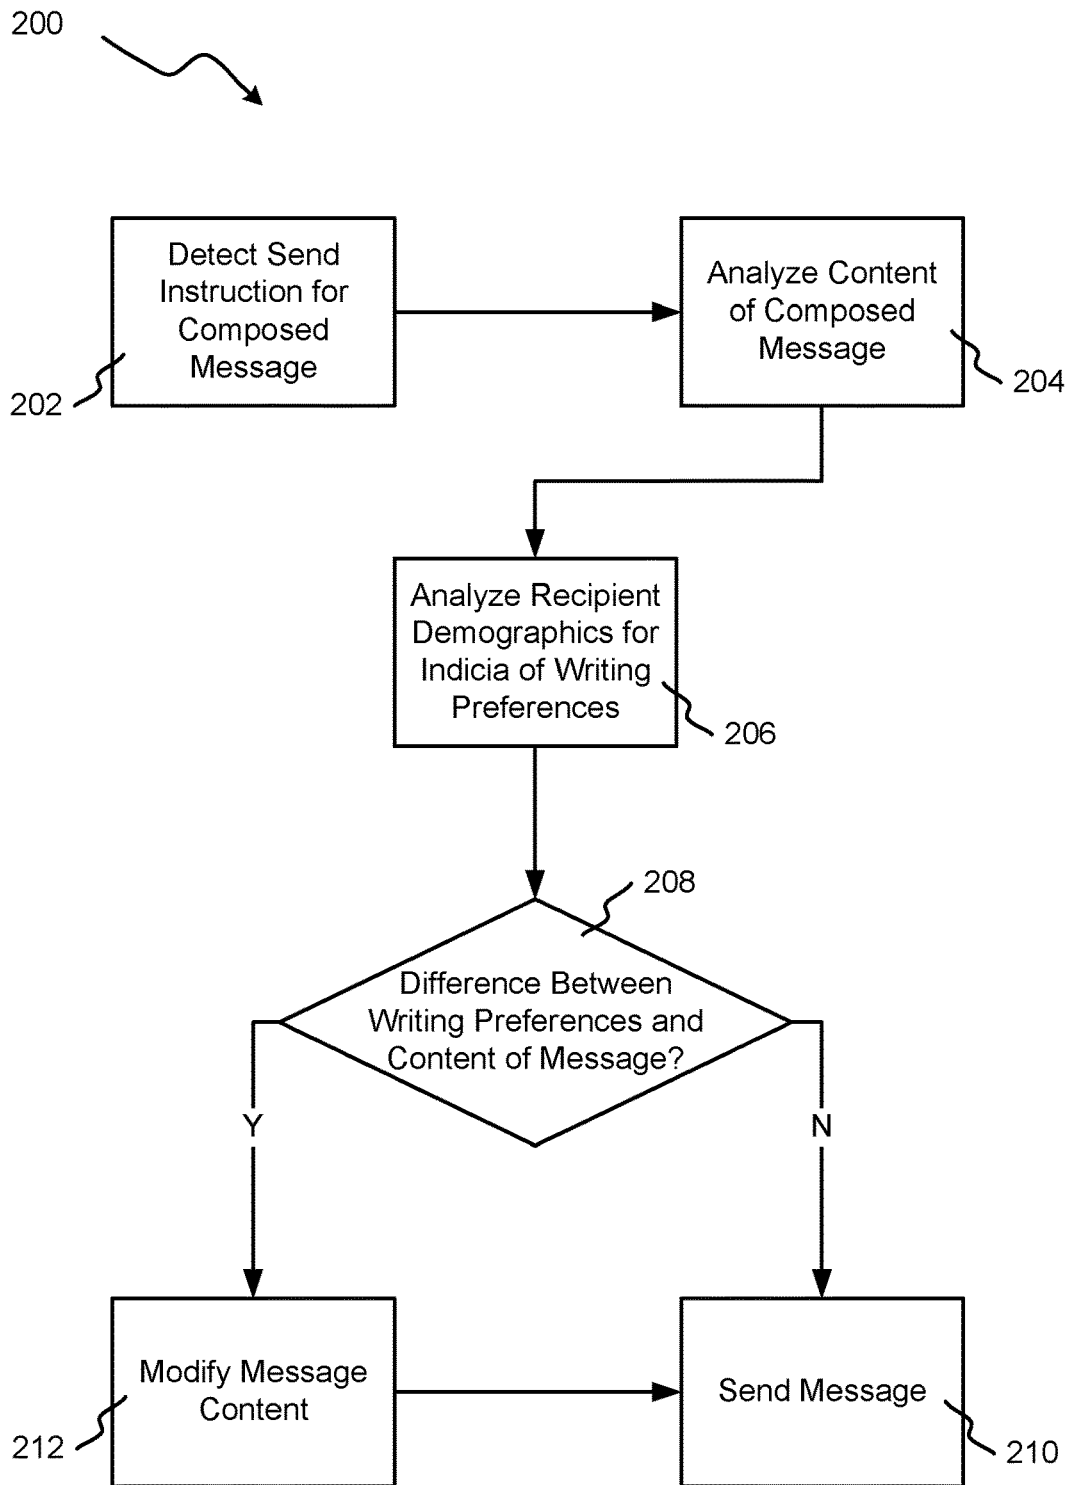 200
Detect Send
Instruction for
Composed
Message
202
Analyze Content
of Composed
Message
204
Analyze Recipient
Demographics for
Indicia of Writing
Preferences
206
208
Difference Between
Writing Preferences and
Content of Message?
Y
N
Modify Message
Content
212
Send Message
210